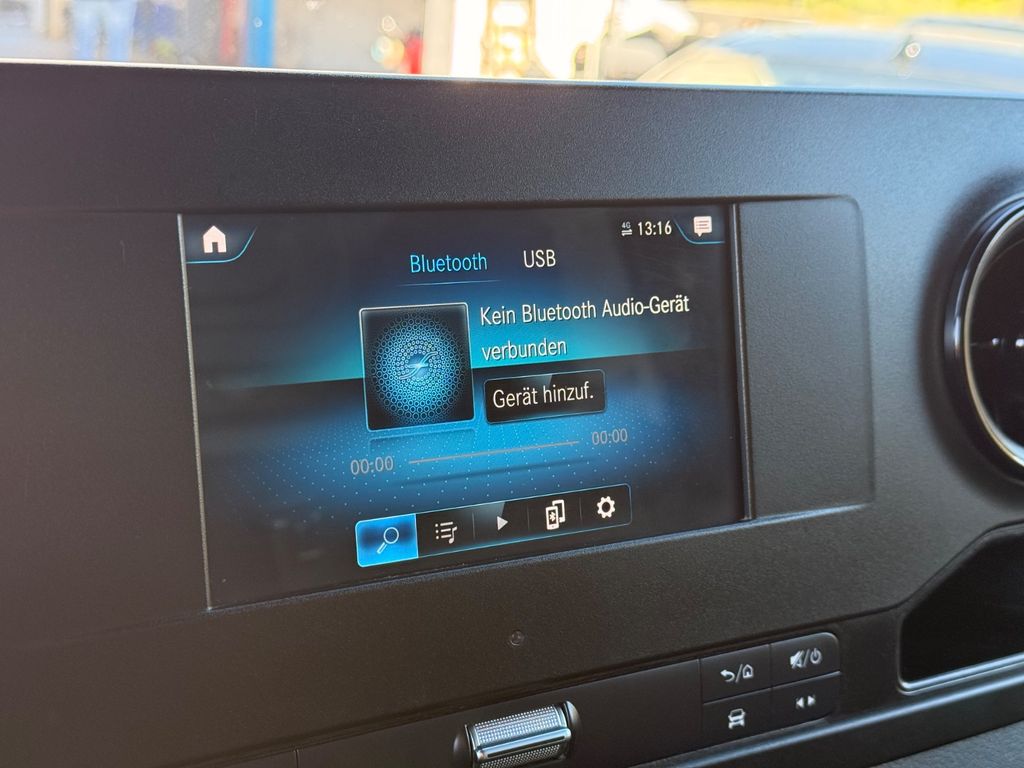 4G 13:16
Bluetooth USB
Kein Bluetooth Audio-Gerät
verbunden
Gerät hinzuf.
00:00 00:00